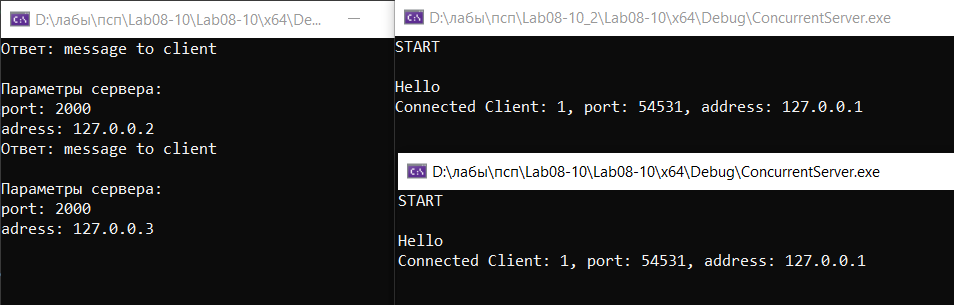 D:\лабы\псп\Lab08-10\Lab08-10\x64\De...
Ответ: message to client
Параметры сервера:
port: 2000
adress: 127.0.0.2
Ответ: message to client
Параметры сервера:
port: 2000
adress: 127.0.0.3
D:\лабы\псп\Lab08-10_2\Lab08-10\x64\Debug\ConcurrentServer.exe
START
Hello
Connected Client: 1, port: 54531, address: 127.0.0.1
D:\лабы\псп\Lab08-10\Lab08-10\x64\Debug\ConcurrentServer.exe
START
Hello
Connected Client: 1, port: 54531, address: 127.0.0.1